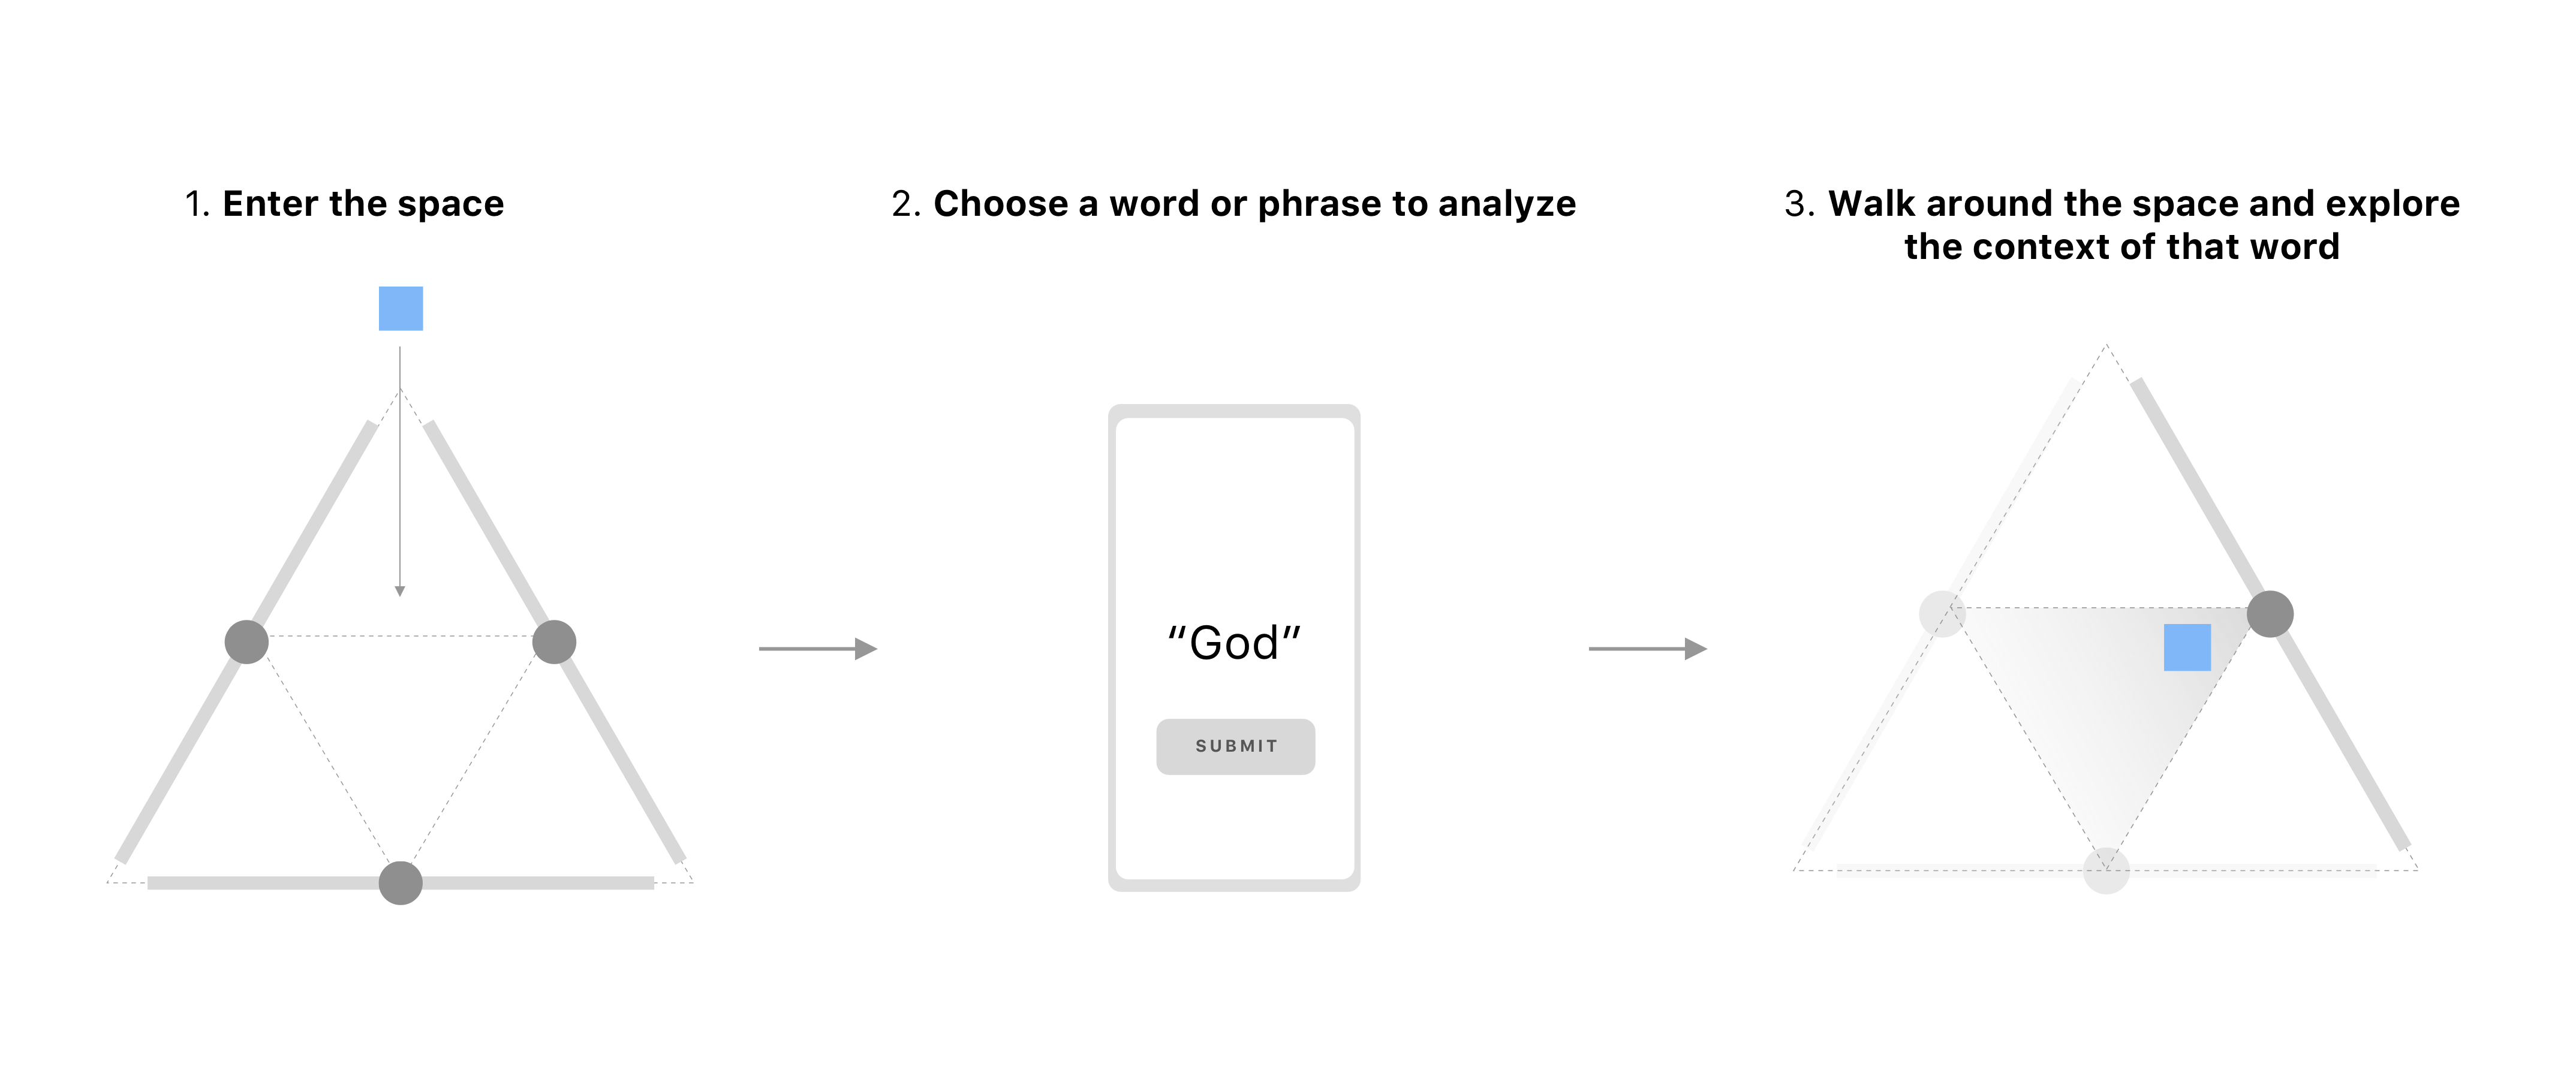 1. Enter the space
2. Choose a word or phrase to analyze
3. Walk around the space and explore
the context of that word
“God”
SUBMIT